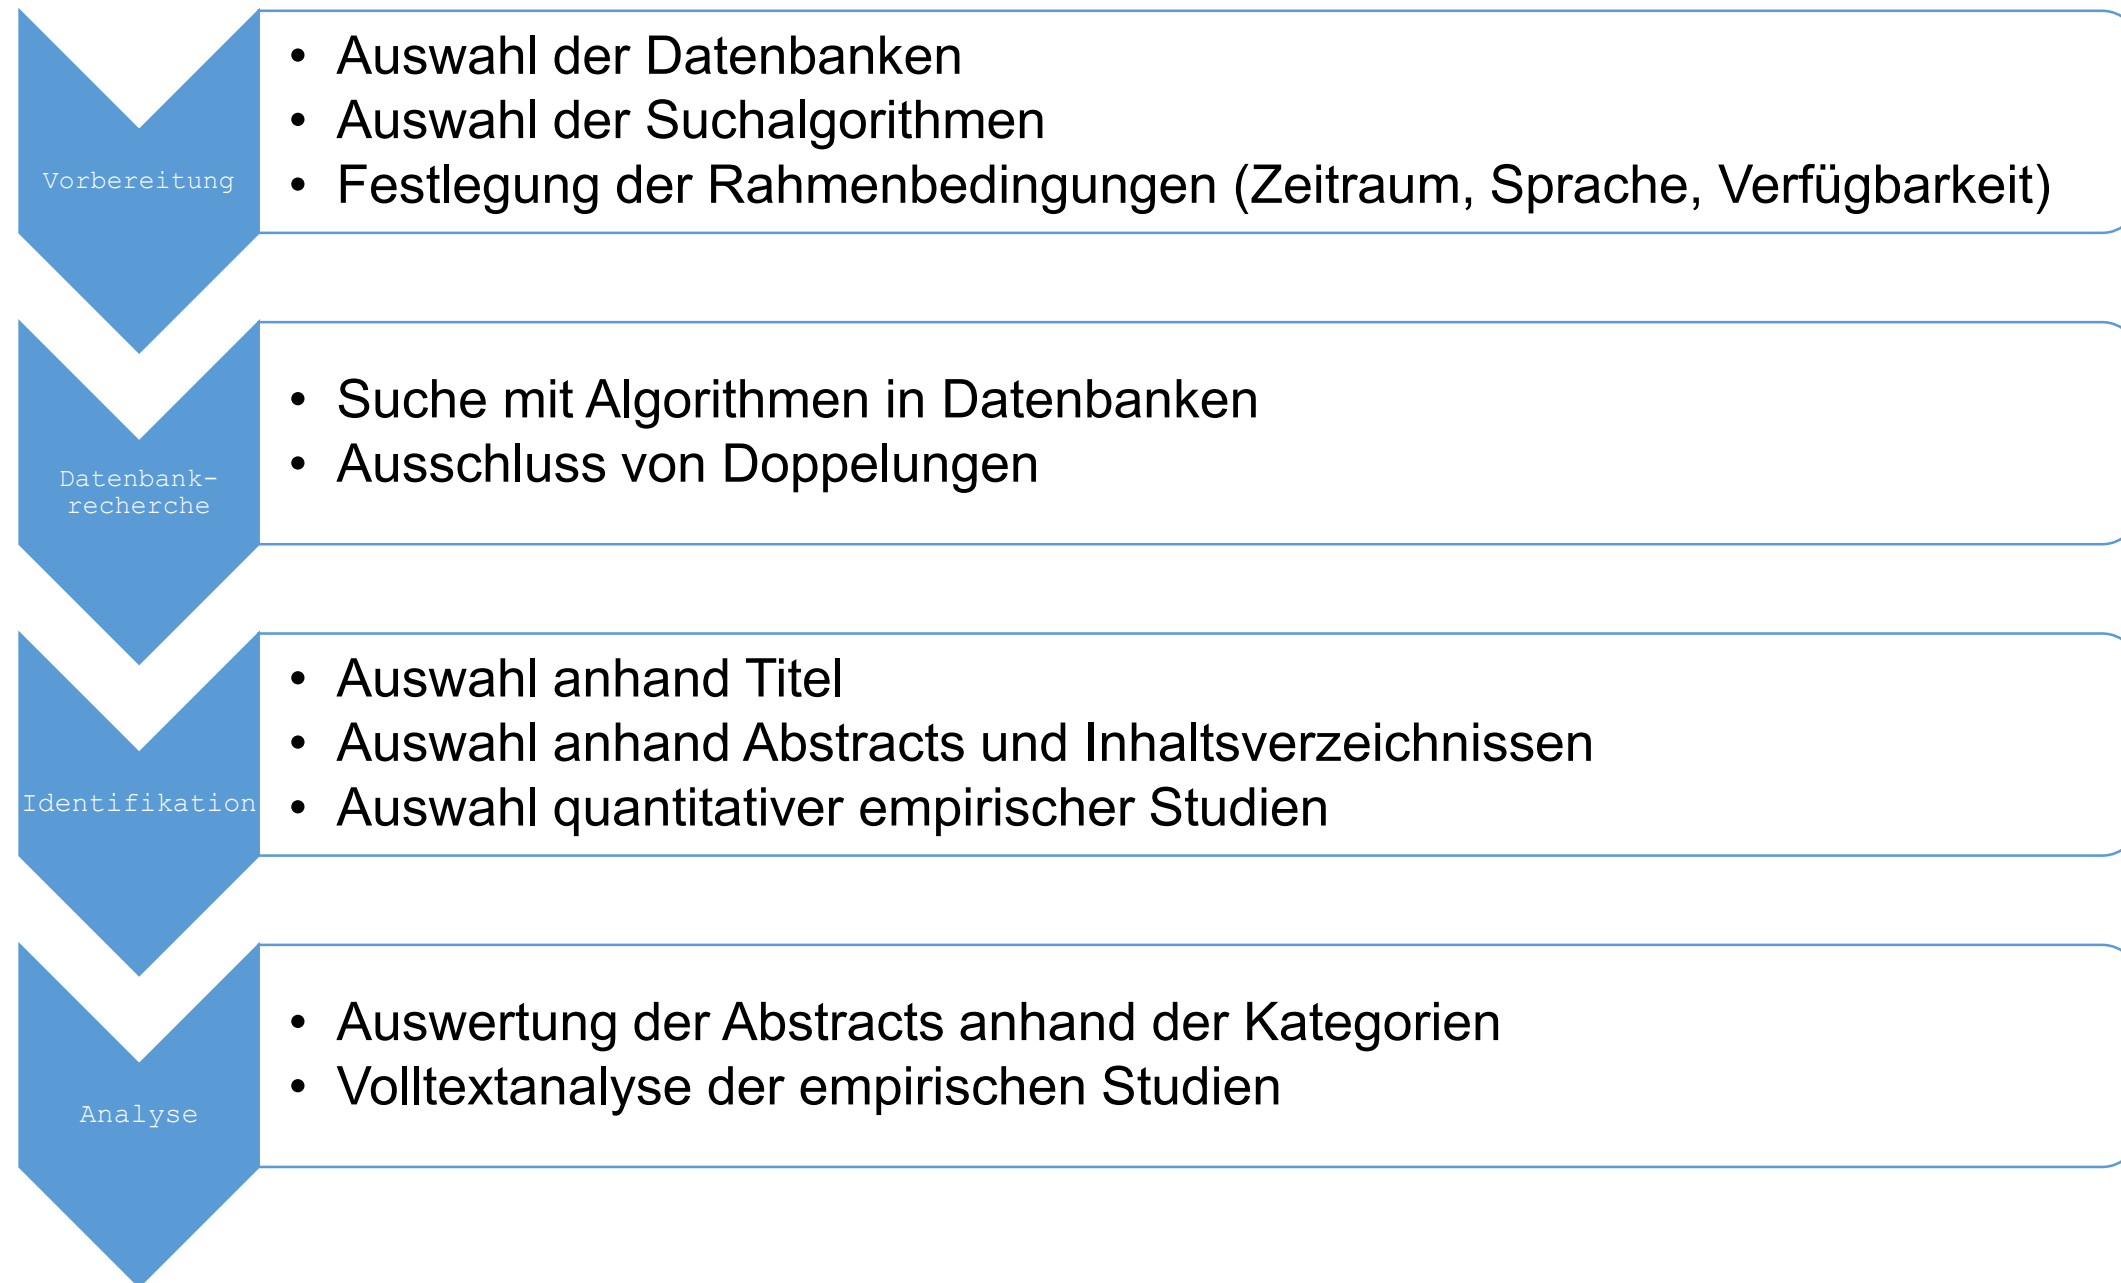 Vorbereitung
• Auswahl der Datenbanken
• Auswahl der Suchalgorithmen
• Festlegung der Rahmenbedingungen (Zeitraum, Sprache, Verfügbarkeit)
Datenbank-
recherche
• Suche mit Algorithmen in Datenbanken
• Ausschluss von Doppelungen
Identifikation
• Auswahl anhand Titel
• Auswahl anhand Abstracts und Inhaltsverzeichnissen
• Auswahl quantitativer empirischer Studien
Analyse
• Auswertung der Abstracts anhand der Kategorien
• Volltextanalyse der empirischen Studien